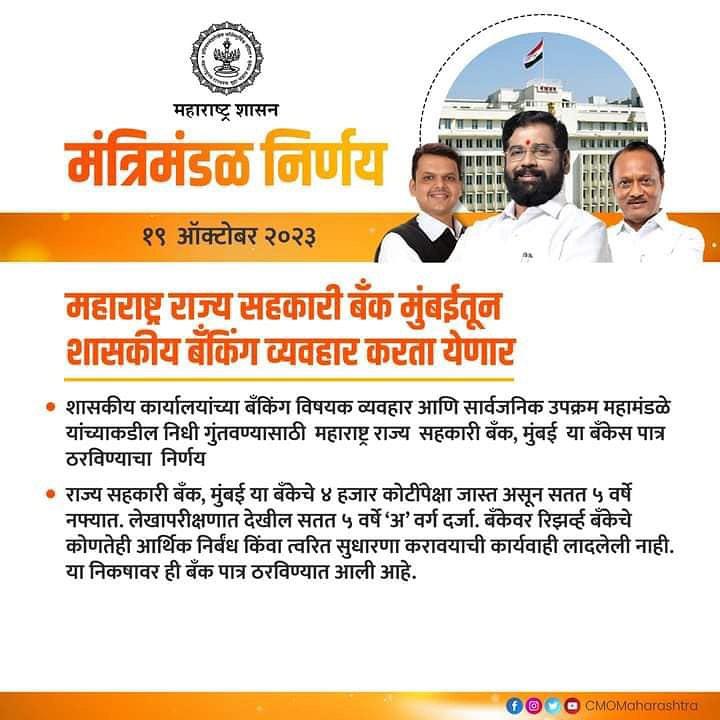 महाराष्ट्र शासन
मंत्रिमंडळ निर्णय
१९ ऑक्टोबर २०२३
महाराष्ट्र राज्य सहकारी बँक मुंबईतून
शासकीय बँकिंग व्यवहार करता येणार
• शासकीय कार्यालयांच्या बँकिंग विषयक व्यवहार आणि सार्वजनिक उपक्रम महामंडळे
यांच्याकडील निधी गुंतवण्यासाठी महाराष्ट्र राज्य सहकारी बँक, मुंबई या बँकेस पात्र
ठरविण्याचा निर्णय
• राज्य सहकारी बँक, मुंबई या बँकेचे ४ हजार कोटींपेक्षा जास्त असून सतत ५ वर्षे
नफ्यात. लेखापरीक्षणात देखील सतत ५ वर्षे ‘अ’ वर्ग दर्जा. बँकेवर रिझर्व्ह बँकेचे
कोणतेही आर्थिक निर्बंध किंवा त्वरित सुधारणा करावयाची कार्यवाही लादलेली नाही.
या निकषावर ही बँक पात्र ठरविण्यात आली आहे.
CMOMaharashtra